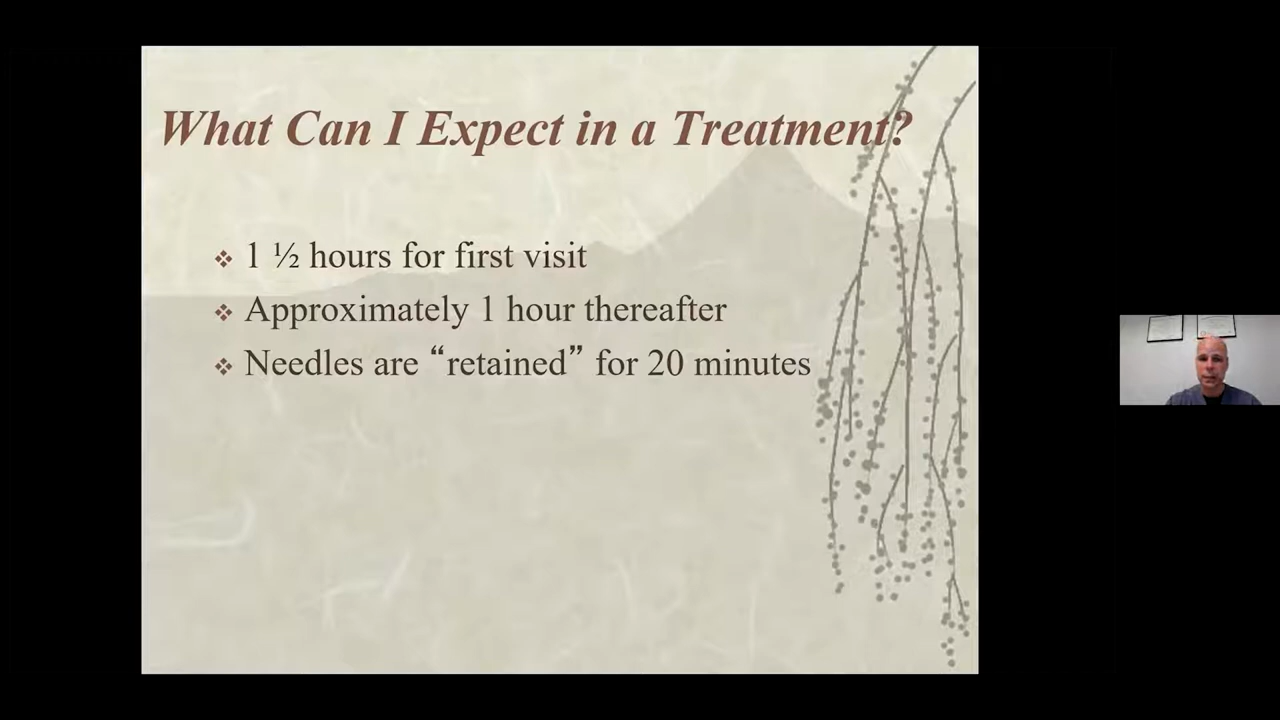 What Can I Expect in a Treatment?
1 ½ hours for first visit
Approximately 1 hour thereafter
Needles are “retained” for 20 minutes